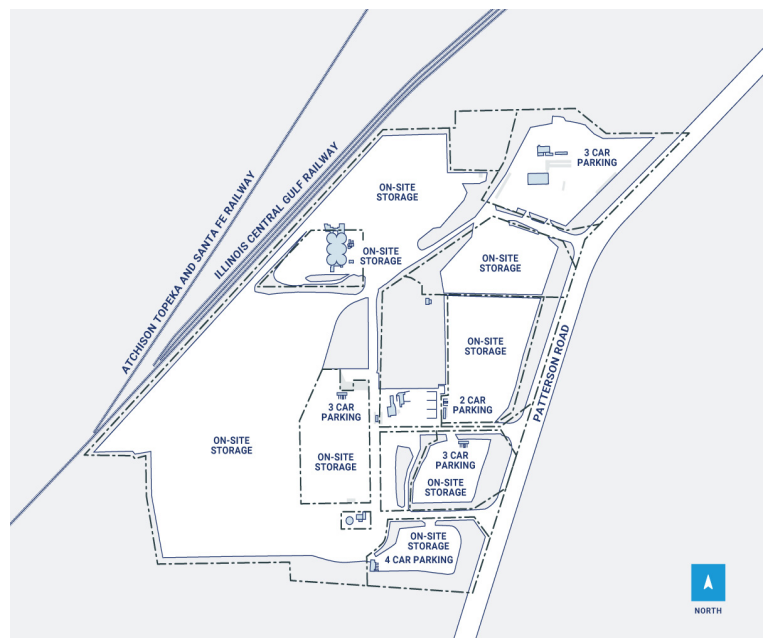 3 CAR
PARKING
ON-SITE
STORAGE
ATCHISON TOPEKA AND SANTA FE RAILWAY
ILLINOIS CENTRAL GULF RAILWAY
ON-SITE
STORAGE
ON-SITE
STORAGE
ON-SITE
STORAGE
PATTERSON ROAD
3 CAR
PARKING
2 CAR
PARKING
ON-SITE
STORAGE
ON-SITE
STORAGE
3 CAR
PARKING
ON-SITE
STORAGE
ON-SITE
STORAGE
4 CAR PARKING
NORTH